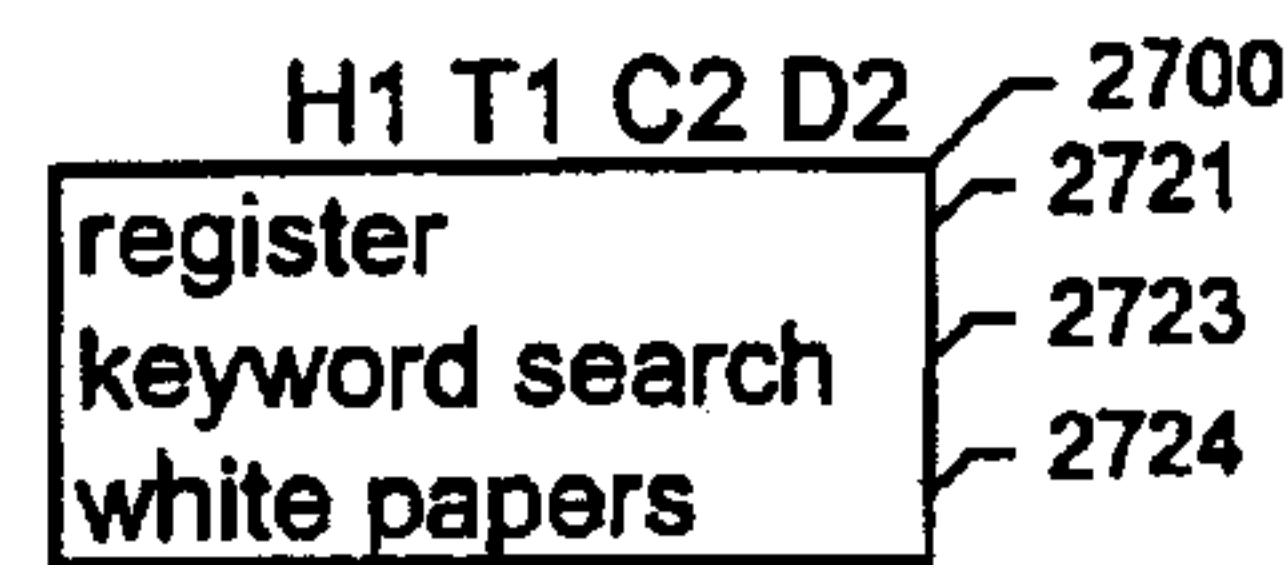 H1 T1 C2 D2 2700
register 2721
keyword search 2723
white papers 2724